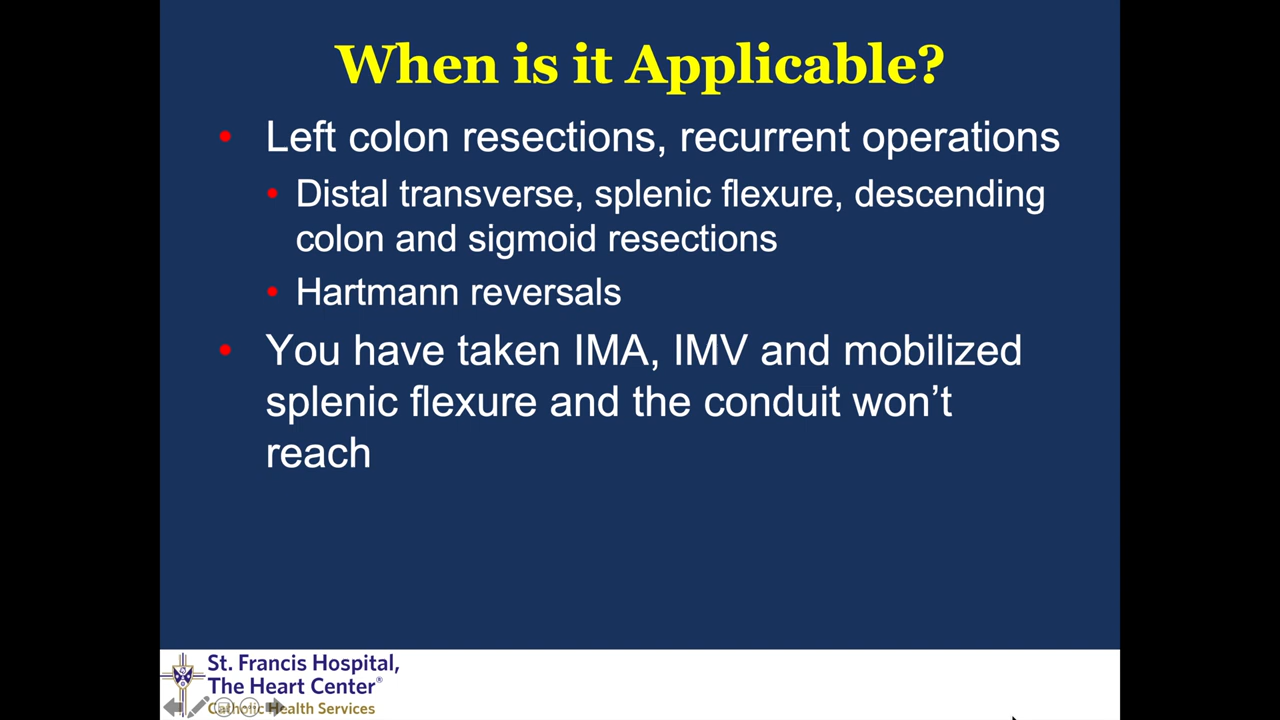 When is it Applicable?
• Left colon resections, recurrent operations
• Distal transverse, splenic flexure, descending
colon and sigmoid resections
• Hartmann reversals
• You have taken IMA, IMV and mobilized
splenic flexure and the conduit won’t
reach
St. Francis Hospital,
The Heart Center®
Catholic Health Services